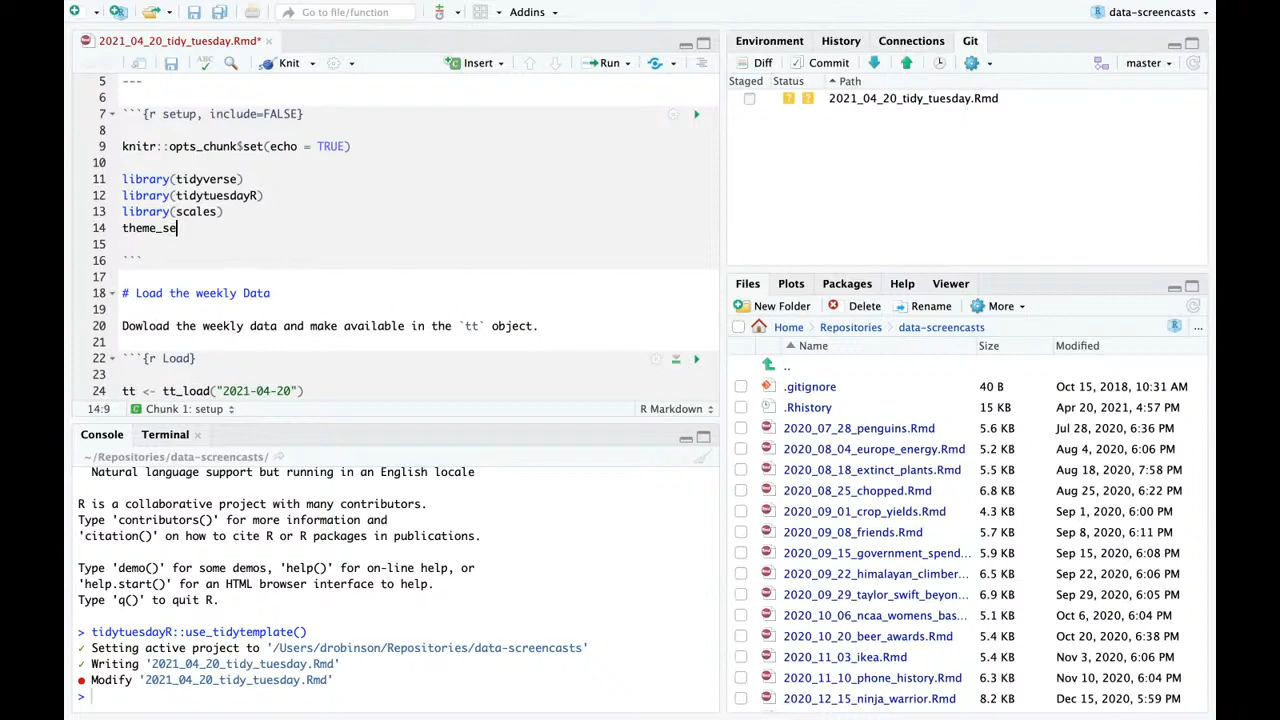 Go to file/function
Addins
data-screencasts
2021_04_20_tidy_tuesday.Rmd*
ABC
Knit
Insert
Run
5 ---
6
7 ```{r setup, include=FALSE}
8
9 knitr::opts_chunk$set(echo = TRUE)
10
11 library(tidyverse)
12 library(tidytuesdayR)
13 library(scales)
14 theme_se
15
16 ```
17
18 # Load the weekly Data
19
20 Dowload the weekly data and make available in the `tt` object.
21
22 ```{r Load}
23
24 tt <- tt_load("2021-04-20")
14:9 Chunk 1: setup R Markdown
Console Terminal
~/Repositories/data-screencasts/
Natural language support but running in an English locale
R is a collaborative project with many contributors.
Type 'contributors()' for more information and
'citation()' on how to cite R or R packages in publications.
Type 'demo()' for some demos, 'help()' for on-line help, or
'help.start()' for an HTML browser interface to help.
Type 'q()' to quit R.
> tidytuesdayR::use_tidytemplate()
✓ Setting active project to '/Users/drobinson/Repositories/data-screencasts'
✓ Writing '2021_04_20_tidy_tuesday.Rmd'
● Modify '2021_04_20_tidy_tuesday.Rmd'
>
Environment History Connections Git
Diff Commit master
Staged Status Path
? ? 2021_04_20_tidy_tuesday.Rmd
Files Plots Packages Help Viewer
New Folder Delete Rename More
Home Repositories data-screencasts ...
Name Size Modified
..
.gitignore 40 B Oct 15, 2018, 10:31 AM
.Rhistory 15 KB Apr 20, 2021, 4:57 PM
2020_07_28_penguins.Rmd 5.6 KB Jul 28, 2020, 6:36 PM
2020_08_04_europe_energy.Rmd 5.2 KB Aug 4, 2020, 6:06 PM
2020_08_18_extinct_plants.Rmd 5.5 KB Aug 18, 2020, 7:58 PM
2020_08_25_chopped.Rmd 6.8 KB Aug 25, 2020, 6:22 PM
2020_09_01_crop_yields.Rmd 4.3 KB Sep 1, 2020, 6:00 PM
2020_09_08_friends.Rmd 5.7 KB Sep 8, 2020, 6:11 PM
2020_09_15_government_spend... 5.9 KB Sep 15, 2020, 6:08 PM
2020_09_22_himalayan_climber... 6.5 KB Sep 22, 2020, 6:06 PM
2020_09_29_taylor_swift_beyon... 6.9 KB Sep 29, 2020, 6:05 PM
2020_10_06_ncaa_womens_bas... 5.1 KB Oct 6, 2020, 6:04 PM
2020_10_20_beer_awards.Rmd 5.4 KB Oct 20, 2020, 6:38 PM
2020_11_03_ikea.Rmd 5.4 KB Nov 3, 2020, 6:06 PM
2020_11_10_phone_history.Rmd 6.3 KB Nov 10, 2020, 6:04 PM
2020_12_15_ninja_warrior.Rmd 8.2 KB Dec 15, 2020, 5:59 PM